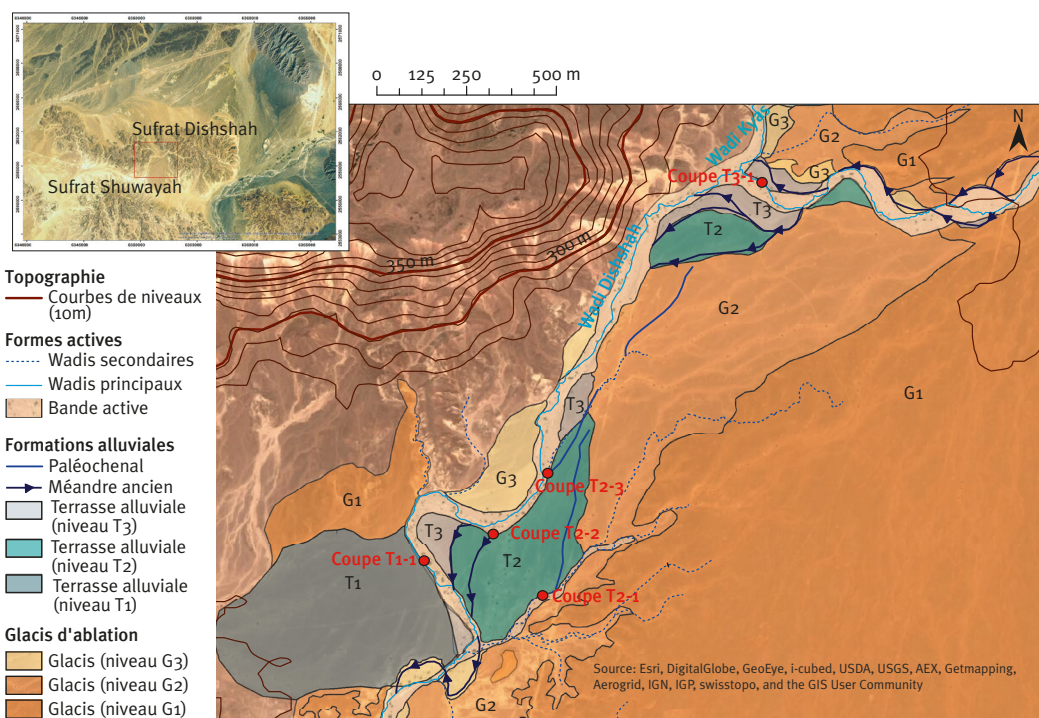 Sufrat Dishshah
Sufrat Shuwayah
0 125 250 500 m
N
Topographie
Courbes de niveaux
(10m)
Formes actives
Wadis secondaires
Wadis principaux
Bande active
Formations alluviales
Paléochenal
Méandre ancien
Terrasse alluviale
(niveau T3)
Terrasse alluviale
(niveau T2)
Terrasse alluviale
(niveau T1)
Glacis d'ablation
Glacis (niveau G3)
Glacis (niveau G2)
Glacis (niveau G1)
Wadi Kyas
G3
G2
G1
G3
Coupe T3-1
T3
T2
350 m
300 m
Wadi Dishshah
G2
G1
T3
G3
Coupe T2-3
G1
T3
Coupe T2-2
Coupe T1-1
T2
T1
Coupe T2-1
G2
Source: Esri, DigitalGlobe, GeoEye, i-cubed, USDA, USGS, AEX, Getmapping,
Aerogrid, IGN, IGP, swisstopo, and the GIS User Community